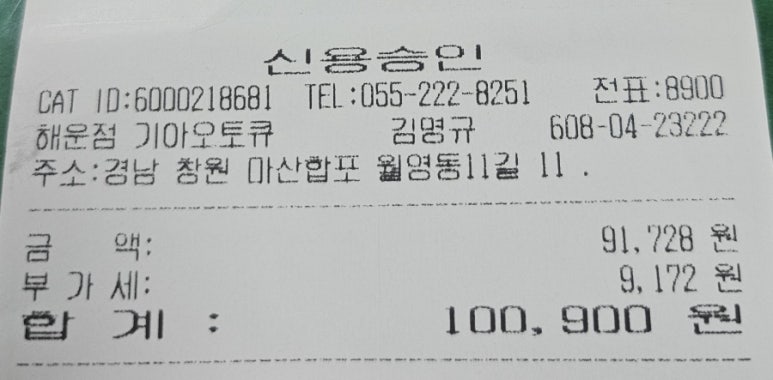 신용승인
CAT ID:6000218681 TEL:055-222-8251 전표:8900
해운점 기아오토큐 김명규 608-04-23222
주소:경남 창원 마산합포 월영동11길 11 .
금 액: 91,728 원
부 가 세: 9,172 원
합 계 : 100,900 원